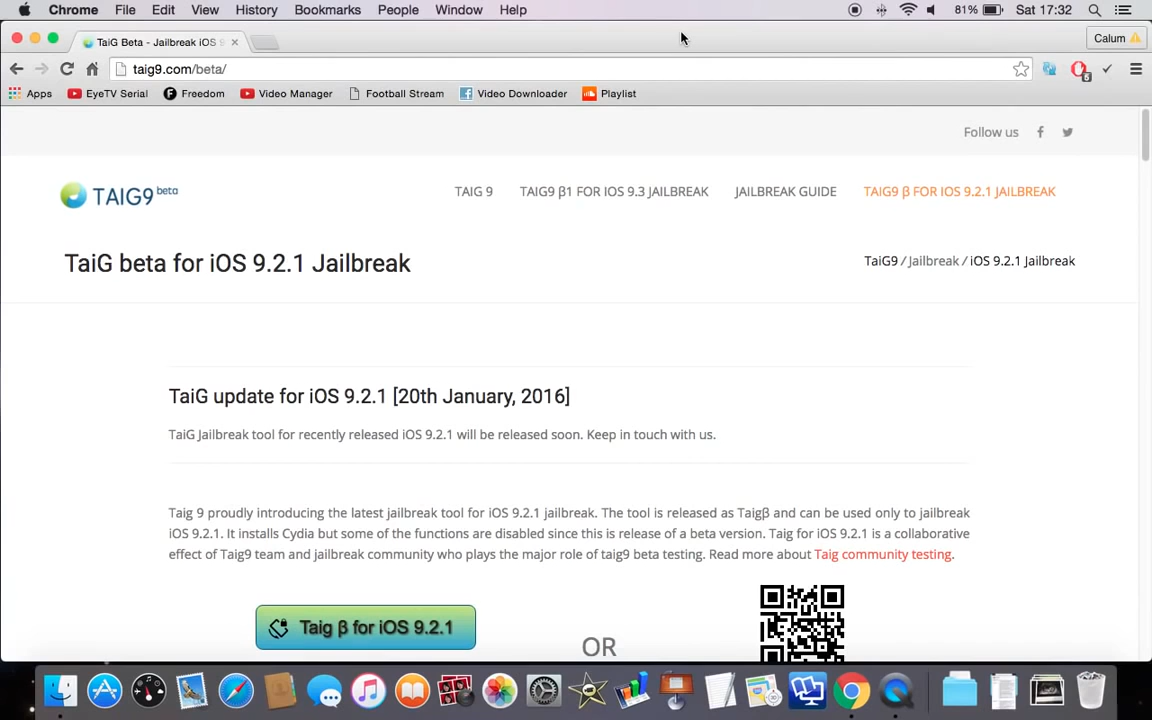 Chrome File Edit View History Bookmarks People Window Help 81% Sat 17:32
TaiG Beta - Jailbreak iOS 9 Calum
taig9.com/beta/ 6
Apps EyeTV Serial Freedom Video Manager Football Stream Video Downloader Playlist
Follow us
TAIG9 beta TAIG 9 TAIG9 β1 FOR IOS 9.3 JAILBREAK JAILBREAK GUIDE TAIG9 β FOR IOS 9.2.1 JAILBREAK
TaiG beta for iOS 9.2.1 Jailbreak TaiG9 / Jailbreak / iOS 9.2.1 Jailbreak
TaiG update for iOS 9.2.1 [20th January, 2016]
TaiG Jailbreak tool for recently released iOS 9.2.1 will be released soon. Keep in touch with us.
Taig 9 proudly introducing the latest jailbreak tool for iOS 9.2.1 jailbreak. The tool is released as Taigβ and can be used only to jailbreak
iOS 9.2.1. It installs Cydia but some of the functions are disabled since this is release of a beta version. Taig for iOS 9.2.1 is a collaborative
effect of Taig9 team and jailbreak community who plays the major role of taig9 beta testing. Read more about Taig community testing.
Taig β for iOS 9.2.1
OR